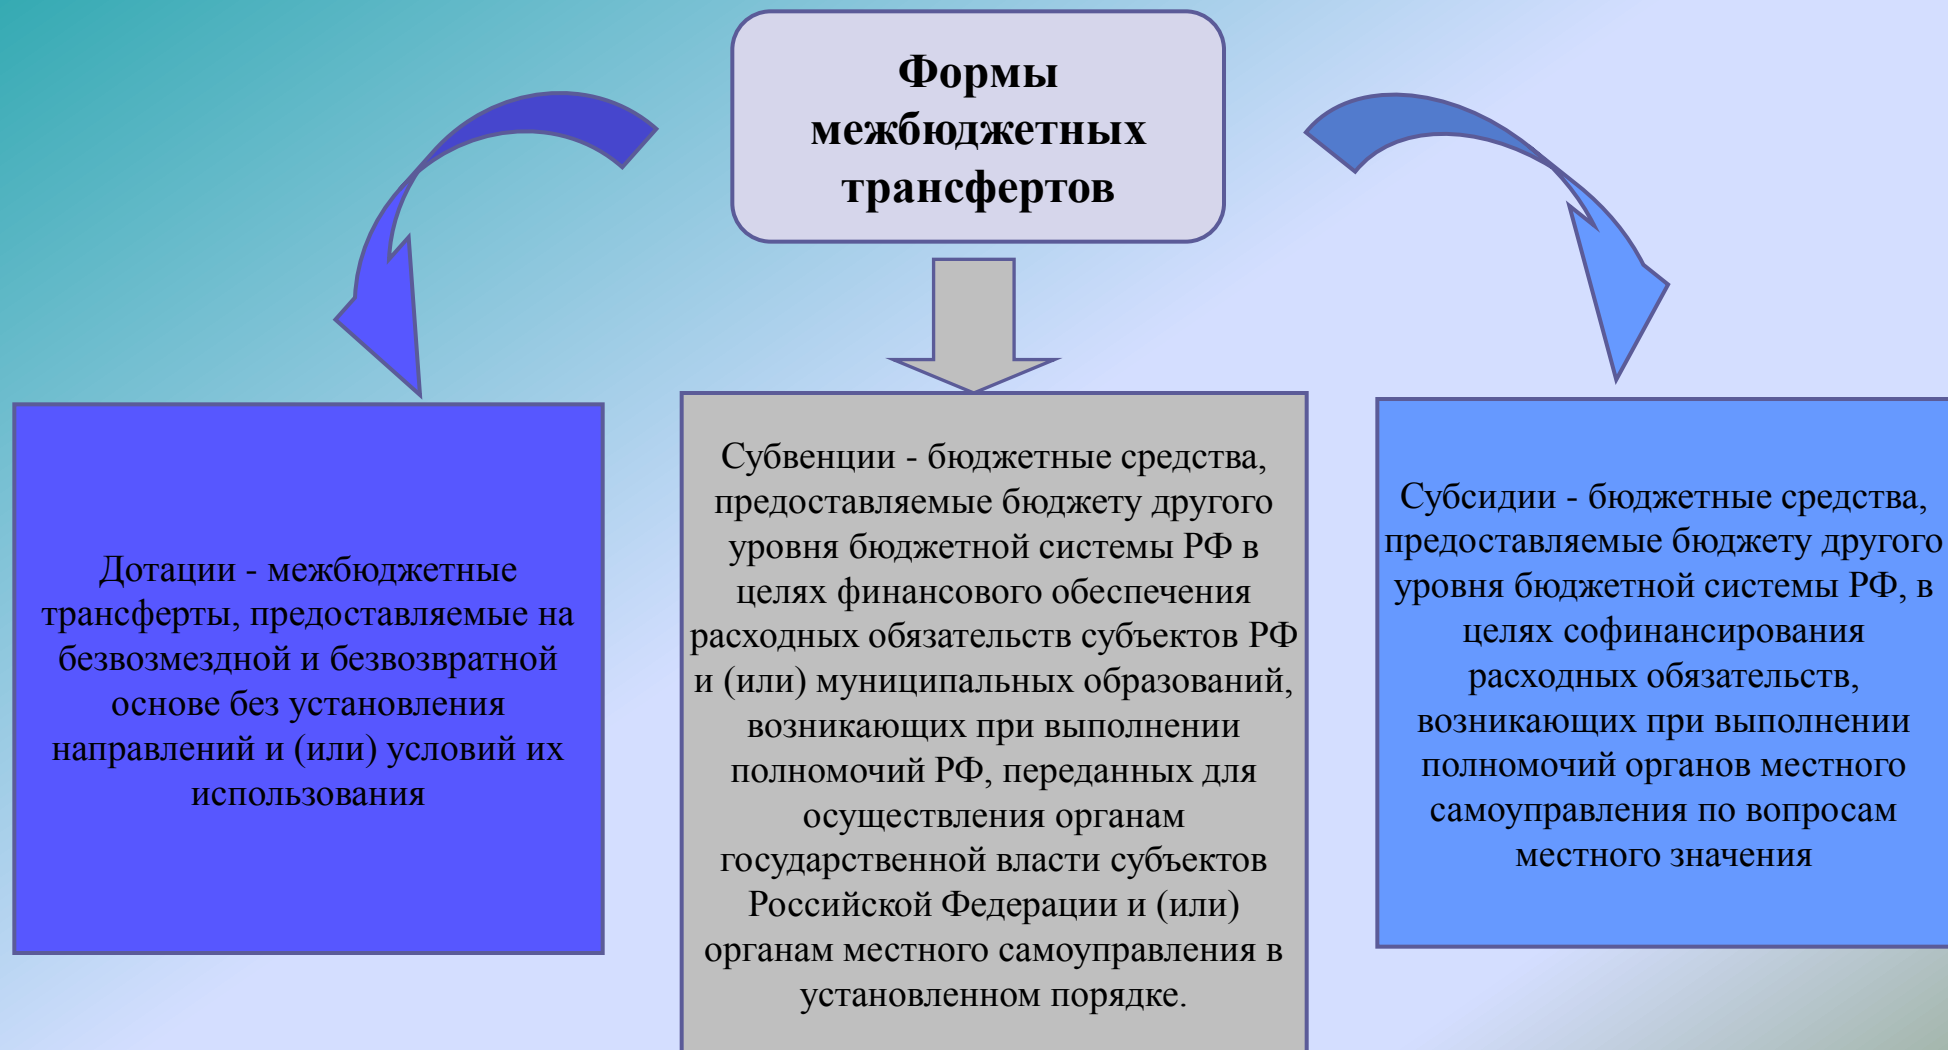 Формы
межбюджетных
трансфертов
Дотации - межбюджетные
трансферты, предоставляемые на
безвозмездной и безвозвратной
основе без установления
направлений и (или) условий их
использования
Субвенции - бюджетные средства,
предоставляемые бюджету другого
уровня бюджетной системы РФ в
целях финансового обеспечения
расходных обязательств субъектов РФ
и (или) муниципальных образований,
возникающих при выполнении
полномочий РФ, переданных для
осуществления органам
государственной власти субъектов
Российской Федерации и (или)
органам местного самоуправления в
установленном порядке.
Субсидии - бюджетные средства,
предоставляемые бюджету другого
уровня бюджетной системы РФ, в
целях софинансирования
расходных обязательств,
возникающих при выполнении
полномочий органов местного
самоуправления по вопросам
местного значения